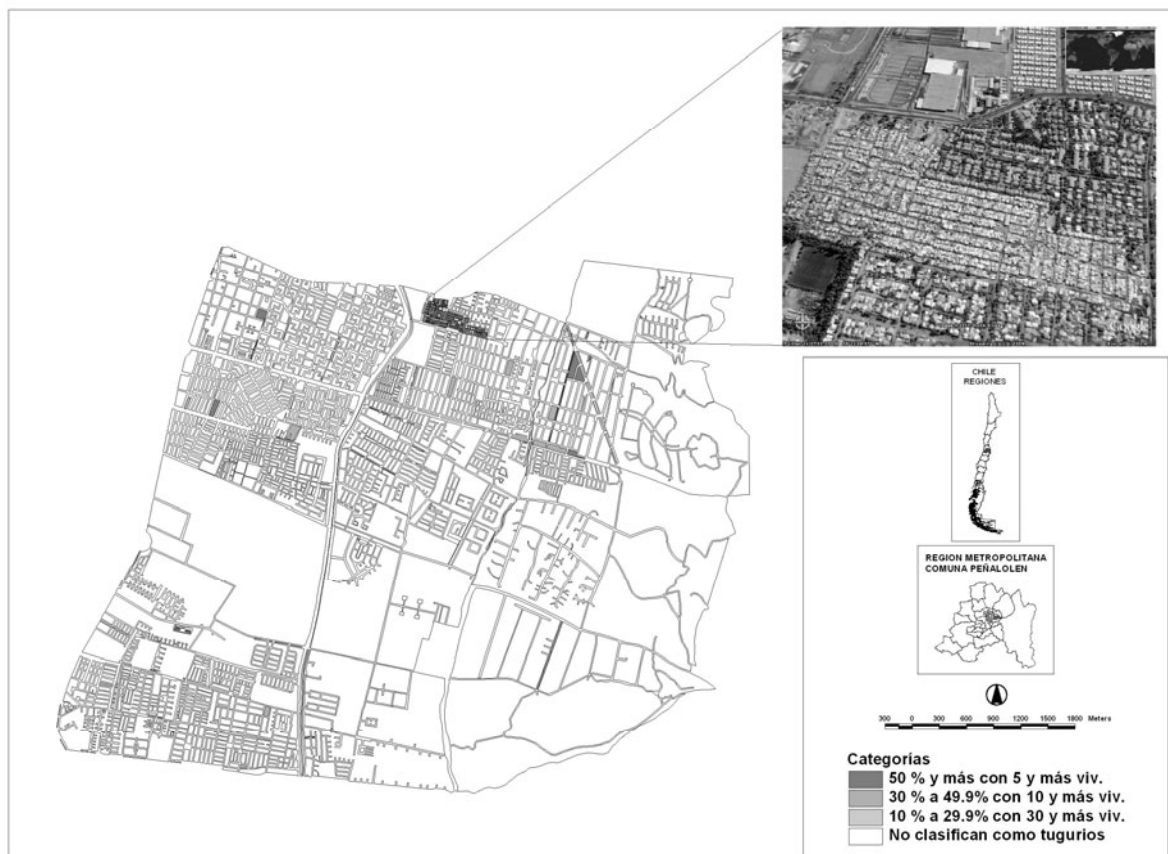 CHILE
REGIONES
REGION METROPOLITANA
COMUNA PEÑALOLEN
300 0 300 600 900 1200 1500 1800 Meters
Categorías
50 % y más con 5 y más viv.
30 % a 49.9% con 10 y más viv.
10 % a 29.9% con 30 y más viv.
No clasifican como tugurios